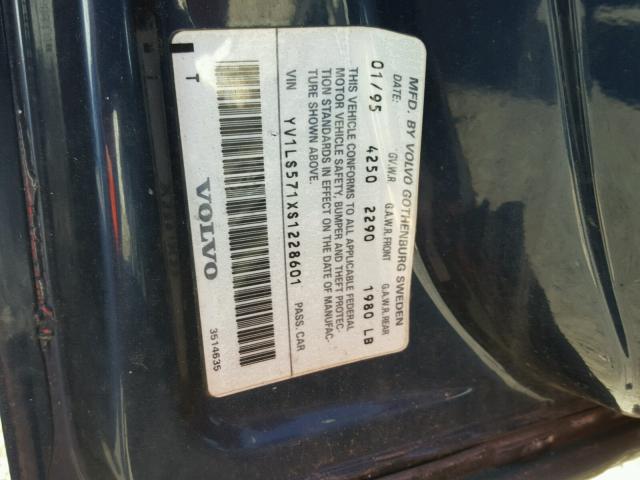 MFD. BY VOLVO GOTHENBURG SWEDEN
DATE: GV.W.R G.A.W.R.FRONT G.A.W.R.REAR
01/95 4250 2290 1980 LB
THIS VEHICLE CONFORMS TO ALL APPLICABLE FEDERAL
MOTOR VEHICLE SAFETY, BUMPER AND THEFT PROTEC-
TION STANDARDS IN EFFECT ON THE DATE OF MANUFAC-
TURE SHOWN ABOVE.
VIN YV1LS571XS1228601 PASS. CAR
T VOLVO 3514635